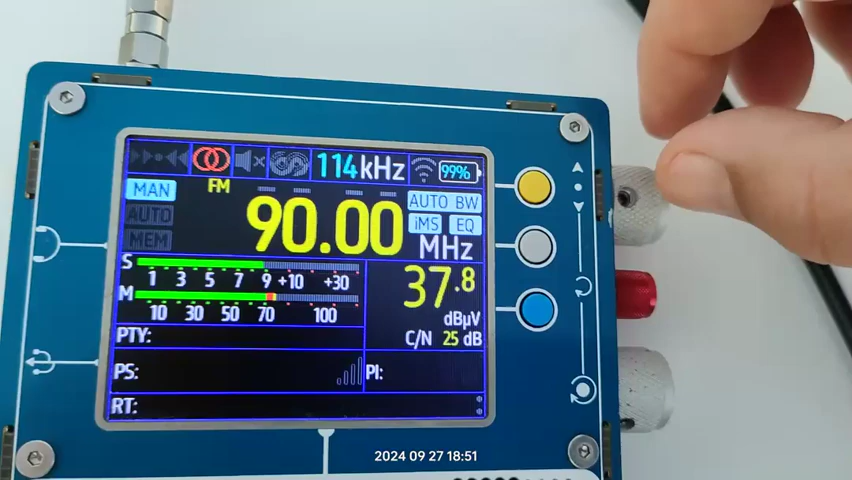 114 kHz 99%
FM
MAN AUTO BW
AUTO 90.00 iMS EQ
MEM MHz
S
1 3 5 7 9 +10 +30
M
10 30 50 70 100
37.8
dBµV
C/N 25 dB
PTY:
PS: PI:
RT:
2024 09 27 18:51